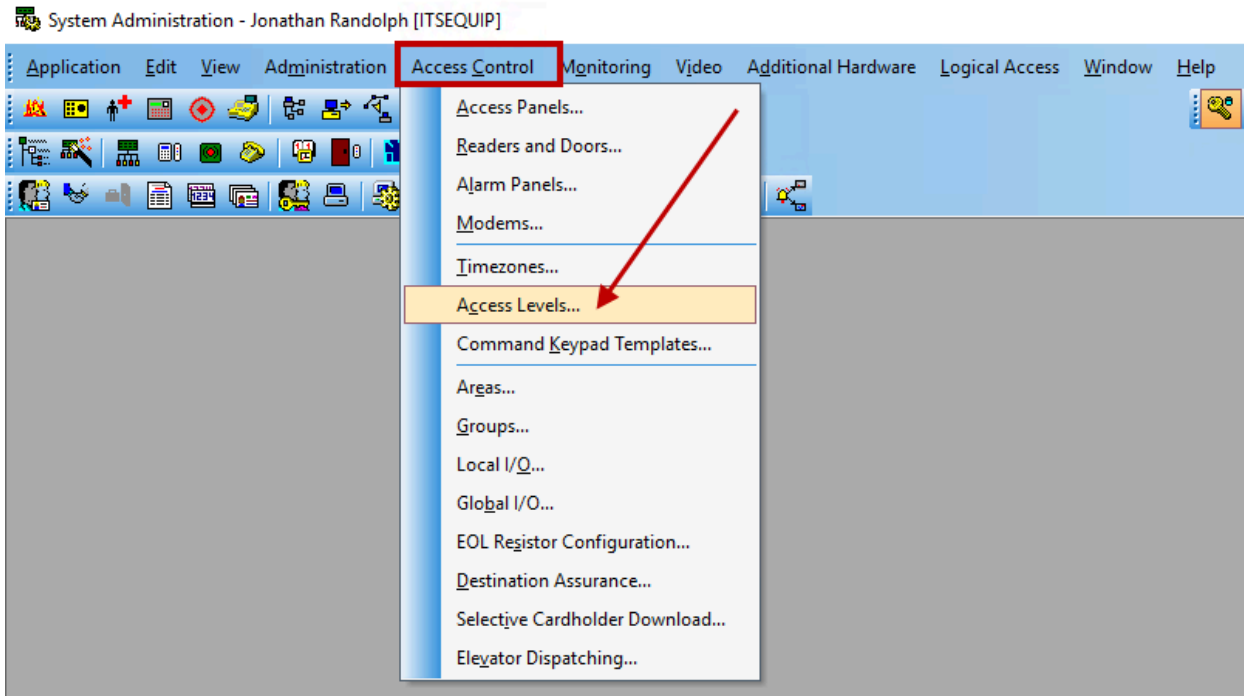 System Administration - Jonathan Randolph [ITSEQUIP]
Application Edit View Administration Access Control Monitoring Video Additional Hardware Logical Access Window Help
Access Panels...
Readers and Doors...
Alarm Panels...
Modems...
Timezones...
Access Levels...
Command Keypad Templates...
Areas...
Groups...
Local I/O...
Global I/O...
EOL Resistor Configuration...
Destination Assurance...
Selective Cardholder Download...
Elevator Dispatching...